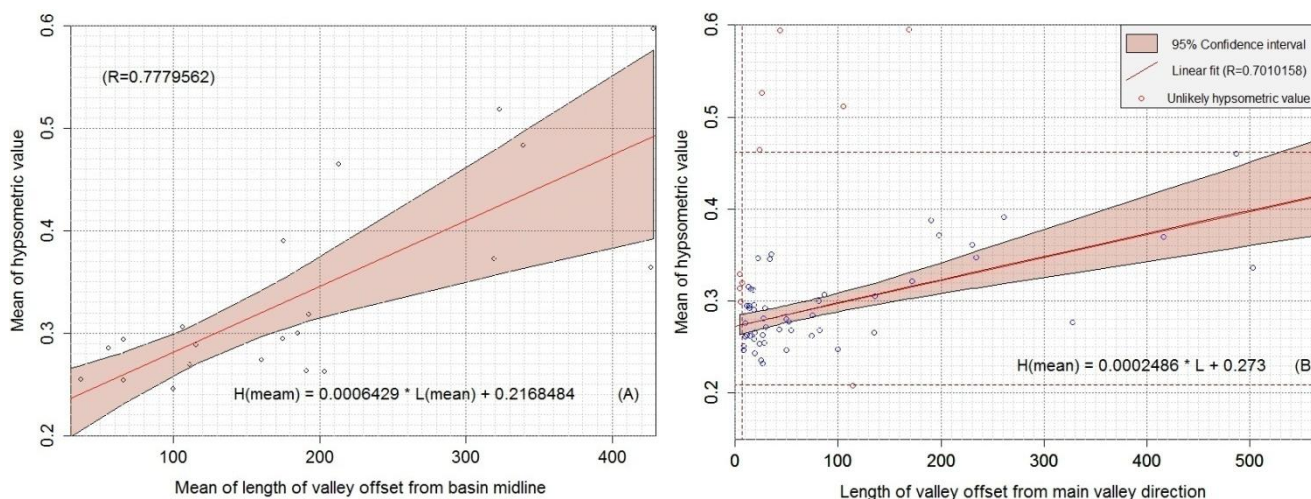 0.6
0.5
0.4
0.3
0.2
Mean of hypsometric value
(R=0.7779562)
H(meam) = 0.0006429 * L(mean) + 0.2168484
(A)
100
200
300
400
Mean of length of valley offset from basin midline
0.6
0.5
0.4
0.3
0.2
Mean of hypsometric value
95% Confidence interval
Linear fit (R=0.7010158)
Unlikely hypsometric value
H(mean) = 0.0002486 * L + 0.273
(B
0
100
200
300
400
500
Length of valley offset from main valley direction